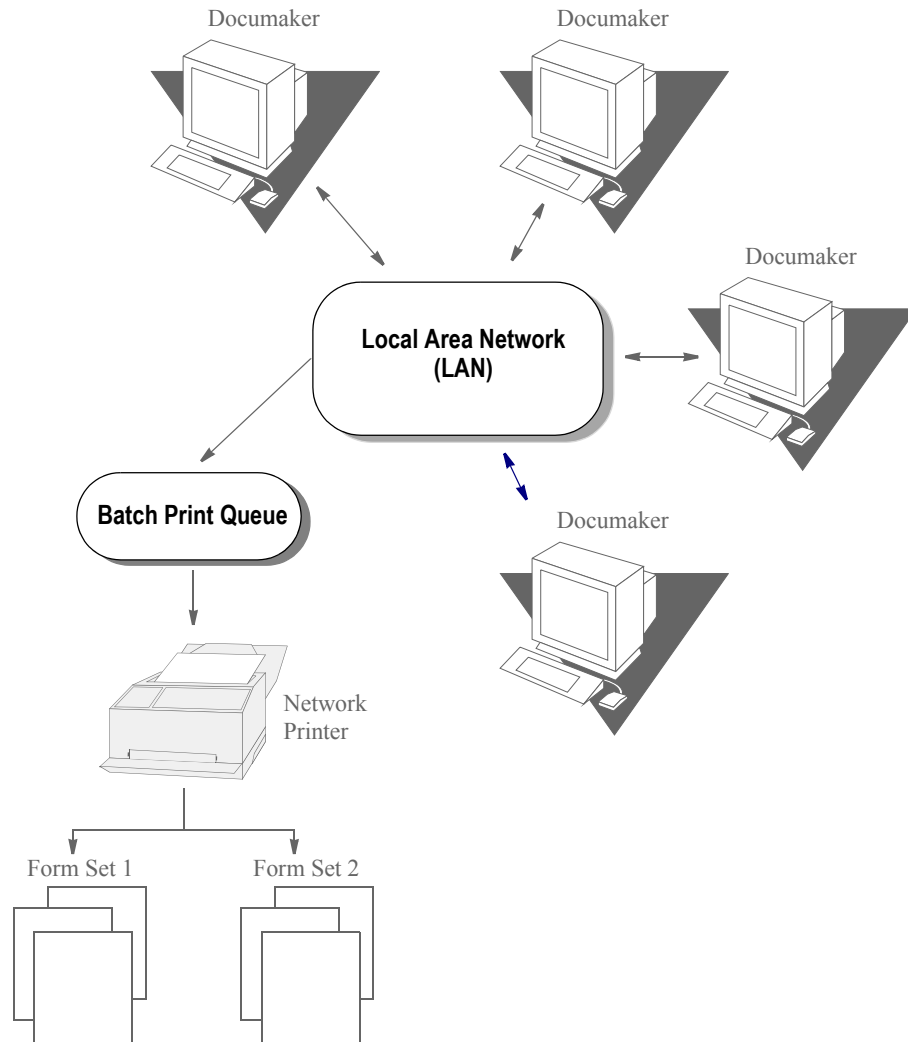 Documaker
Documaker
Documaker
Local Area Network
(LAN)
Batch Print Queue
Documaker
Network
Printer
Form Set 1
Form Set 2